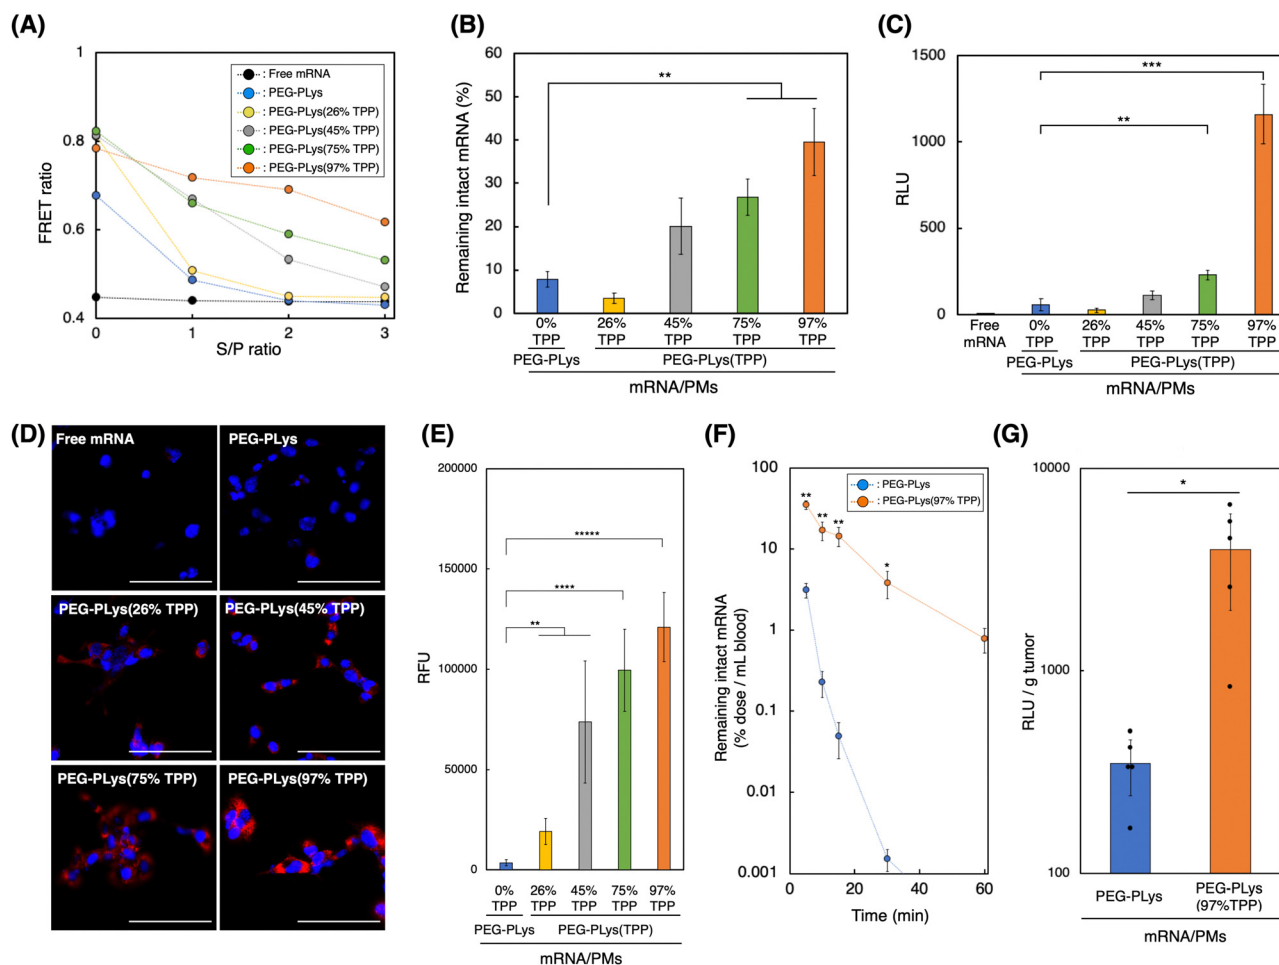 (A)
1
0.8
0.6
0.4
FRET ratio
0
1
2
3
S/P ratio
: Free mRNA
: PEG-PLys
: PEG-PLys(26% TPP)
: PEG-PLys(45% TPP)
: PEG-PLys(75% TPP)
: PEG-PLys(97% TPP)
(B)
60
50
40
30
20
10
0
Remaining intact mRNA (%)
**
0% 26% 45% 75% 97%
TPP TPP TPP TPP TPP
PEG-PLys PEG-PLys(TPP)
mRNA/PMs
(C)
1500
1000
500
0
RLU
***
**
Free 0% 26% 45% 75% 97%
mRNA TPP TPP TPP TPP TPP
PEG-PLys PEG-PLys(TPP)
mRNA/PMs
(D)
Free mRNA
PEG-PLys
PEG-PLys(26% TPP)
PEG-PLys(45% TPP)
PEG-PLys(75% TPP)
PEG-PLys(97% TPP)
(E)
200000
150000
100000
50000
0
RFU
*****
****
**
0% 26% 45% 75% 97%
TPP TPP TPP TPP TPP
PEG-PLys PEG-PLys(TPP)
mRNA/PMs
(F)
100
10
1
0.1
0.01
0.001
Remaining intact mRNA
(% dose / mL blood)
: PEG-PLys
: PEG-PLys(97% TPP)
**
**
**
*
0
20
40
60
Time (min)
(G)
10000
1000
100
RLU / g tumor
*
PEG-PLys
PEG-PLys
(97%TPP)
mRNA/PMs